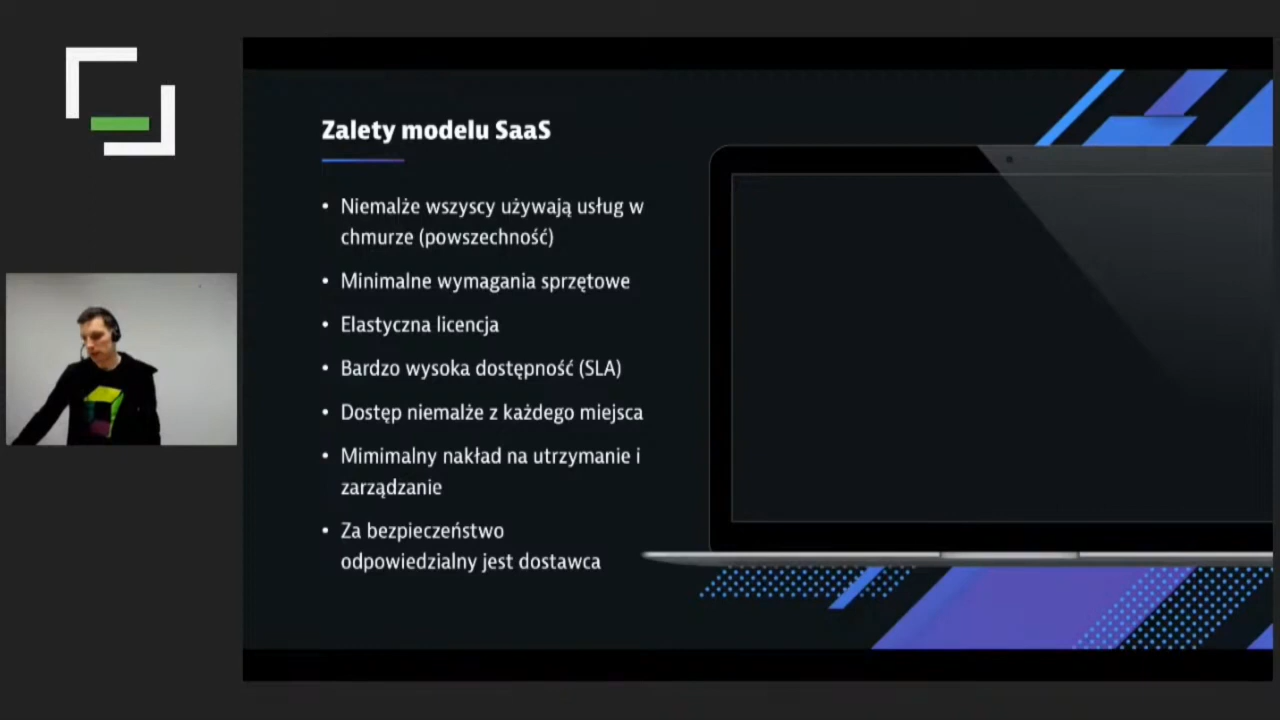 Zalety modelu SaaS
• Niemalże wszyscy używają usług w
chmurze (powszechność)
• Minimalne wymagania sprzętowe
• Elastyczna licencja
• Bardzo wysoka dostępność (SLA)
• Dostęp niemalże z każdego miejsca
• Mimimalny nakład na utrzymanie i
zarządzanie
• Za bezpieczeństwo
odpowiedzialny jest dostawca